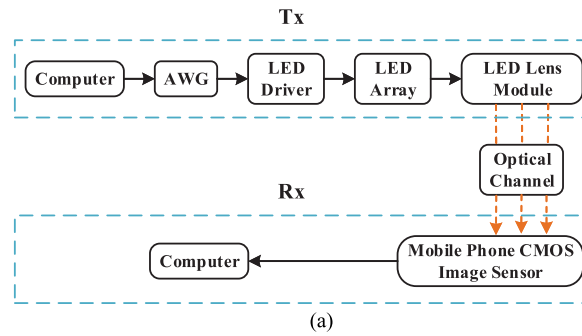 Tx
Computer
AWG
LED
Driver
LED
Array
LED Lens
Module
Optical
Channel
Rx
Computer
Mobile Phone CMOS
Image Sensor
(a)